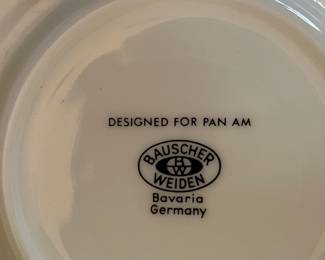 DESIGNED FOR PAN AM
BAUSCHER
BW
WEIDEN
Bavaria
Germany